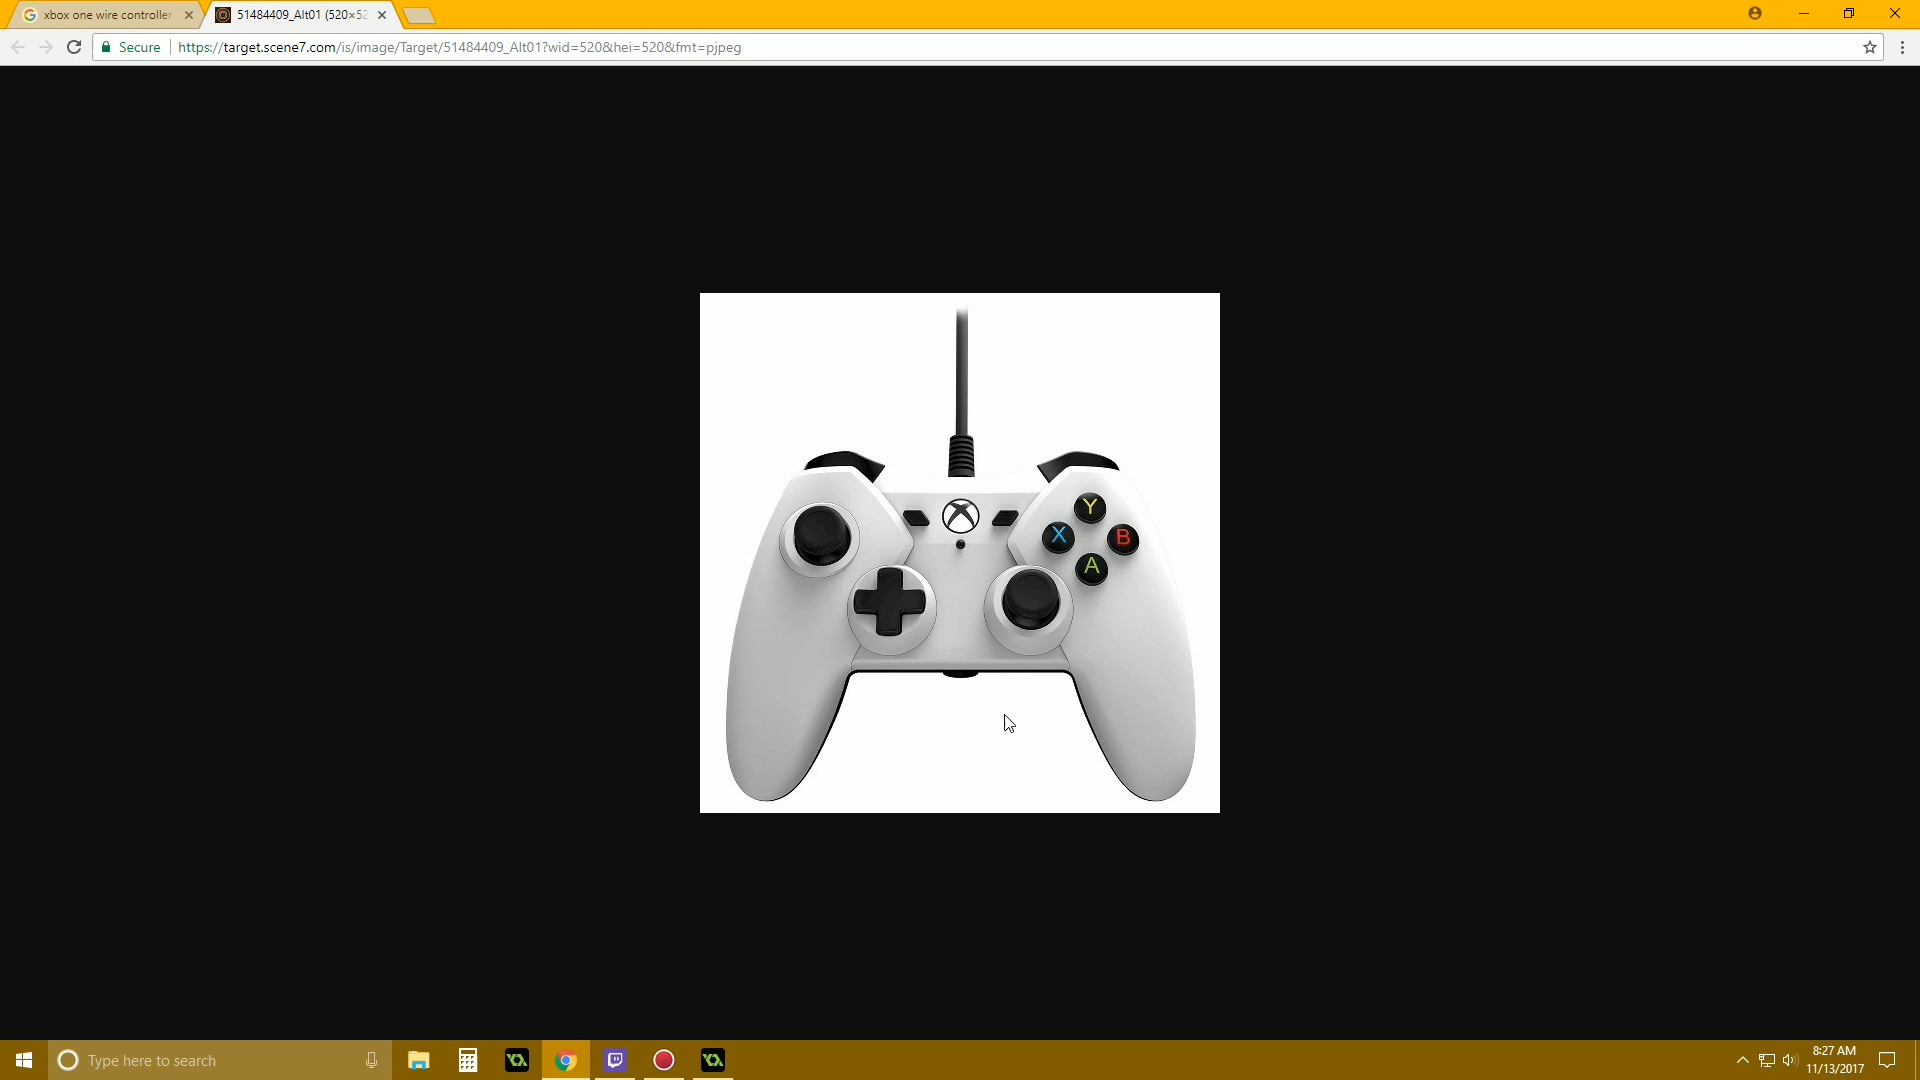 xbox one wire controller
51484409_Alt01 (520×52
Secure
https://target.scene7.com/is/image/Target/51484409_Alt01?wid=520&hei=520&fmt=pjpeg
Y
X
B
A
Type here to search
8:27 AM
11/13/2017